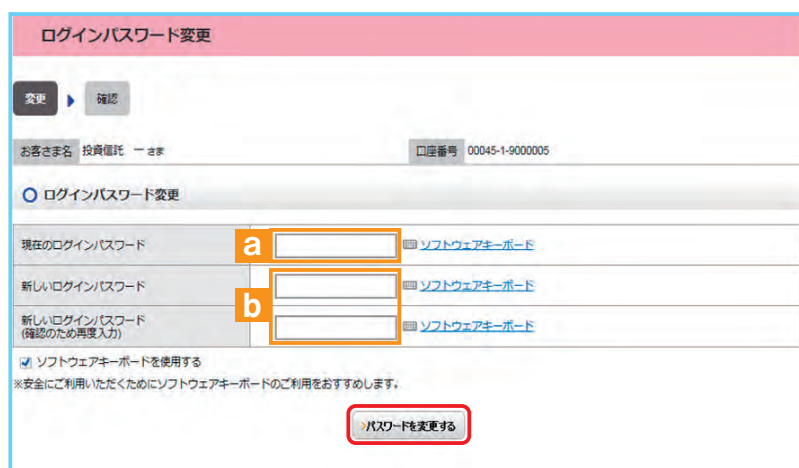 ログインパスワード変更
変更 確認
お客さま名 投資信託 一 さま 口座番号 00045-1-9000005
ログインパスワード変更
現在のログインパスワード a ソフトウェアキーボード
新しいログインパスワード ソフトウェアキーボード
b
新しいログインパスワード
(確認のため再度入力) ソフトウェアキーボード
ソフトウェアキーボードを使用する
※安全にご利用いただくためにソフトウェアキーボードのご利用をおすすめします。
パスワードを変更する